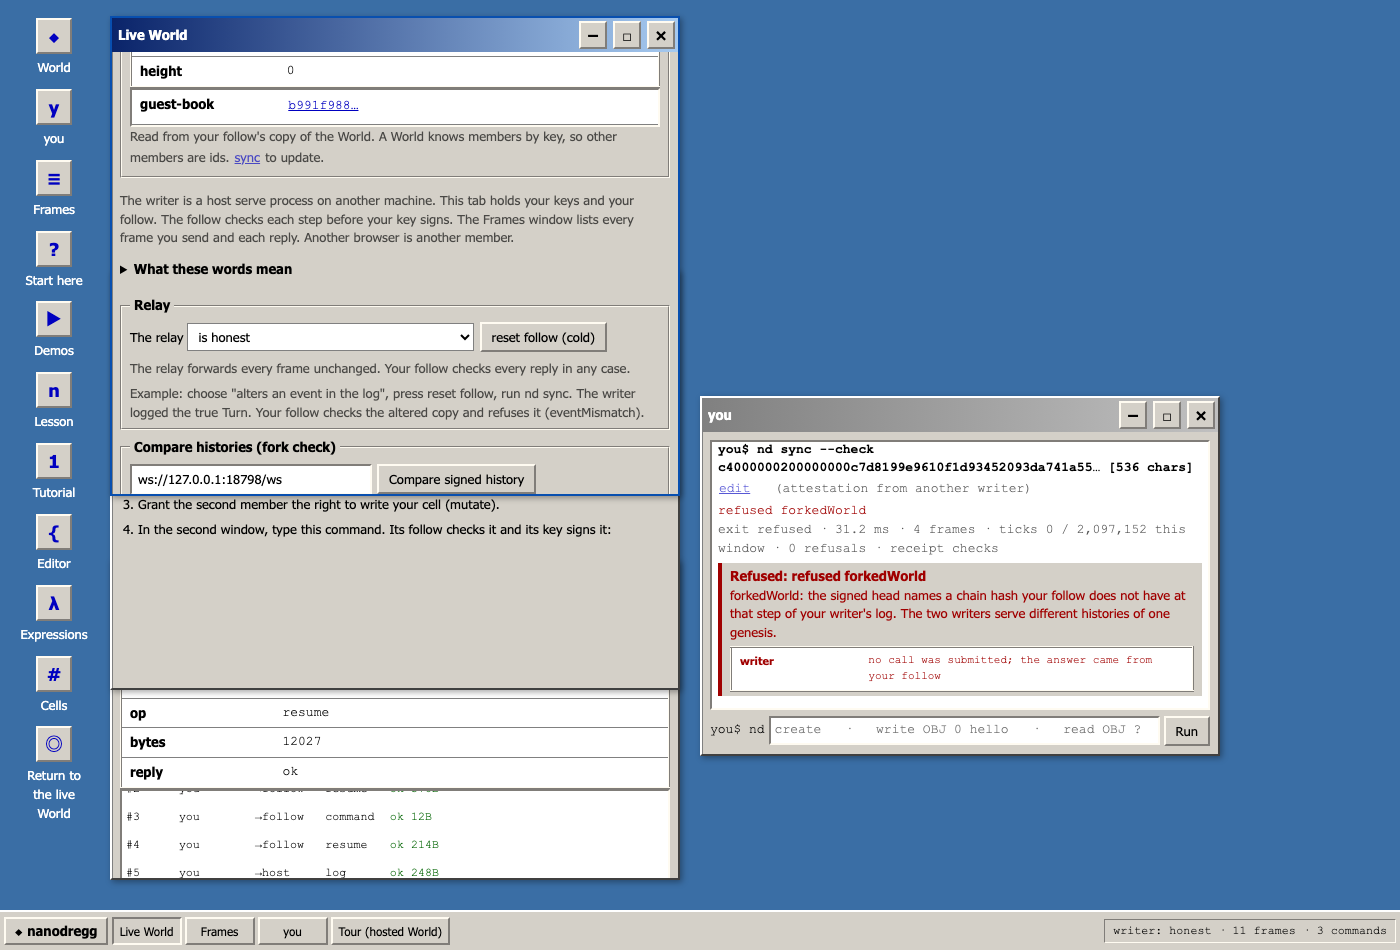 World
you
Frames
Start here
Demos
Lesson
Tutorial
Editor
Expressions
Cells
Return to
the live
World
y
≡
?
n
1
{
λ
#
Live World
height 0
guest-book b991f988…
Read from your follow's copy of the World. A World knows members by key, so other
members are ids. sync to update.
The writer is a host serve process on another machine. This tab holds your keys and your
follow. The follow checks each step before your key signs. The Frames window lists every
frame you send and each reply. Another browser is another member.
What these words mean
Relay
The relay is honest reset follow (cold)
The relay forwards every frame unchanged. Your follow checks every reply in any case.
Example: choose "alters an event in the log", press reset follow, run nd sync. The writer
logged the true Turn. Your follow checks the altered copy and refuses it (eventMismatch).
Compare histories (fork check)
ws://127.0.0.1:18798/ws Compare signed history
3. Grant the second member the right to write your cell (mutate).
4. In the second window, type this command. Its follow checks it and its key signs it:
op resume
bytes 12027
reply ok
#3 you →follow command ok 12B
#4 you →follow resume ok 214B
#5 you →host log ok 248B
you
you$ nd sync --check
c4000000200000000c7d8199e9610f1d93452093da741a55… [536 chars]
edit (attestation from another writer)
refused forkedWorld
exit refused · 31.2 ms · 4 frames · ticks 0 / 2,097,152 this
window · 0 refusals · receipt checks
Refused: refused forkedWorld
forkedWorld: the signed head names a chain hash your follow does not have at
that step of your writer's log. The two writers serve different histories of one
genesis.
writer no call was submitted; the answer came from
your follow
you$ nd create · write OBJ 0 hello · read OBJ ? Run
nanodregg Live World Frames you Tour (hosted World) writer: honest · 11 frames · 3 commands